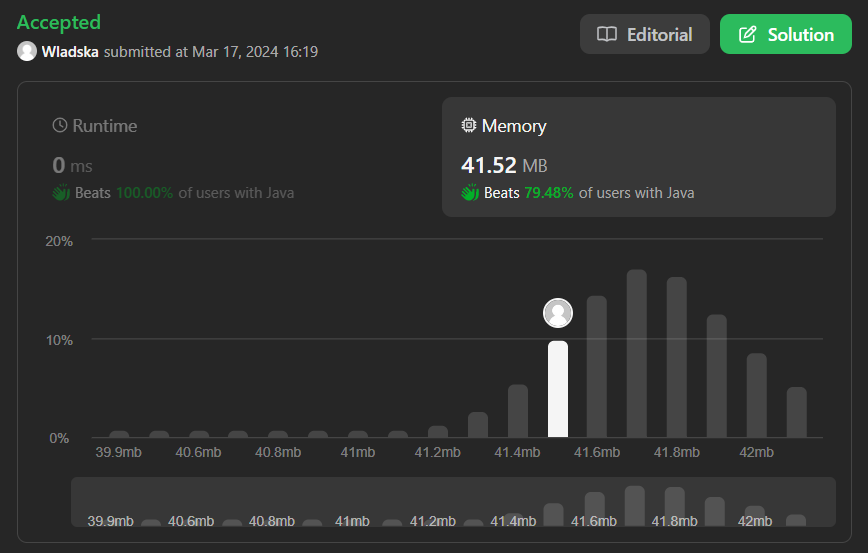 Accepted
Wladska submitted at Mar 17, 2024 16:19
Editorial
Solution
Runtime
0 ms
Beats 100.00% of users with Java
Memory
41.52 MB
Beats 79.48% of users with Java
20%
10%
0%
39.9mb 40.6mb 40.8mb 41mb 41.2mb 41.4mb 41.6mb 41.8mb 42mb
39.9mb 40.6mb 40.8mb 41mb 41.2mb 41.4mb 41.6mb 41.8mb 42mb